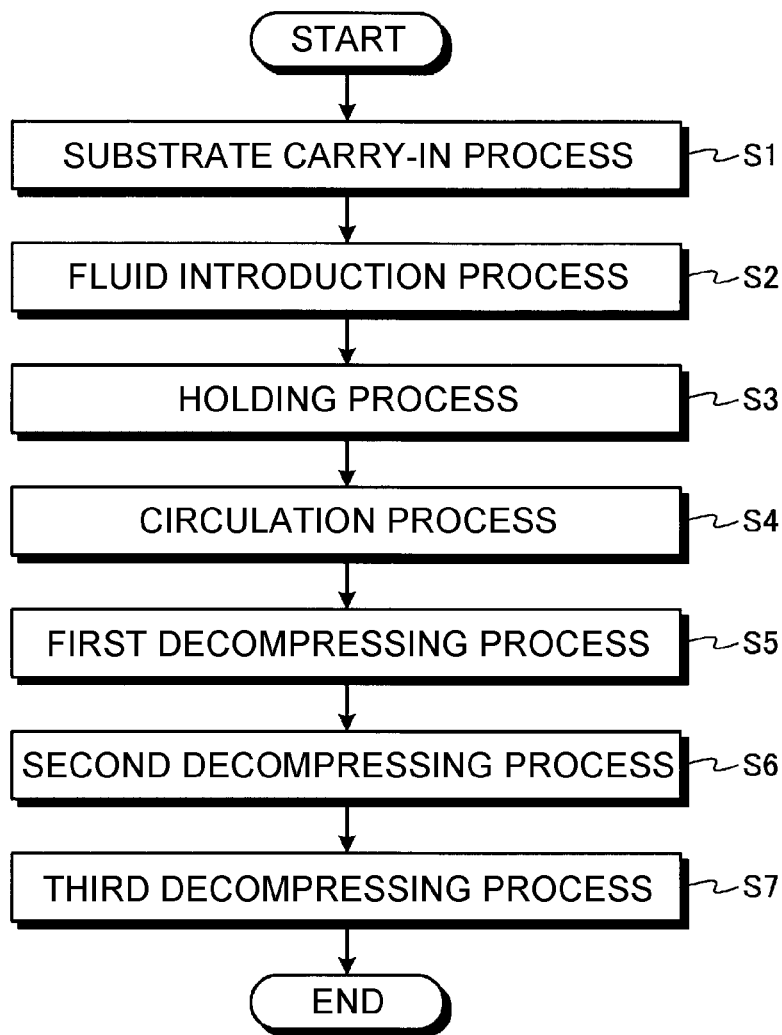 START
SUBSTRATE CARRY-IN PROCESS S1
FLUID INTRODUCTION PROCESS S2
HOLDING PROCESS S3
CIRCULATION PROCESS S4
FIRST DECOMPRESSING PROCESS S5
SECOND DECOMPRESSING PROCESS S6
THIRD DECOMPRESSING PROCESS S7
END